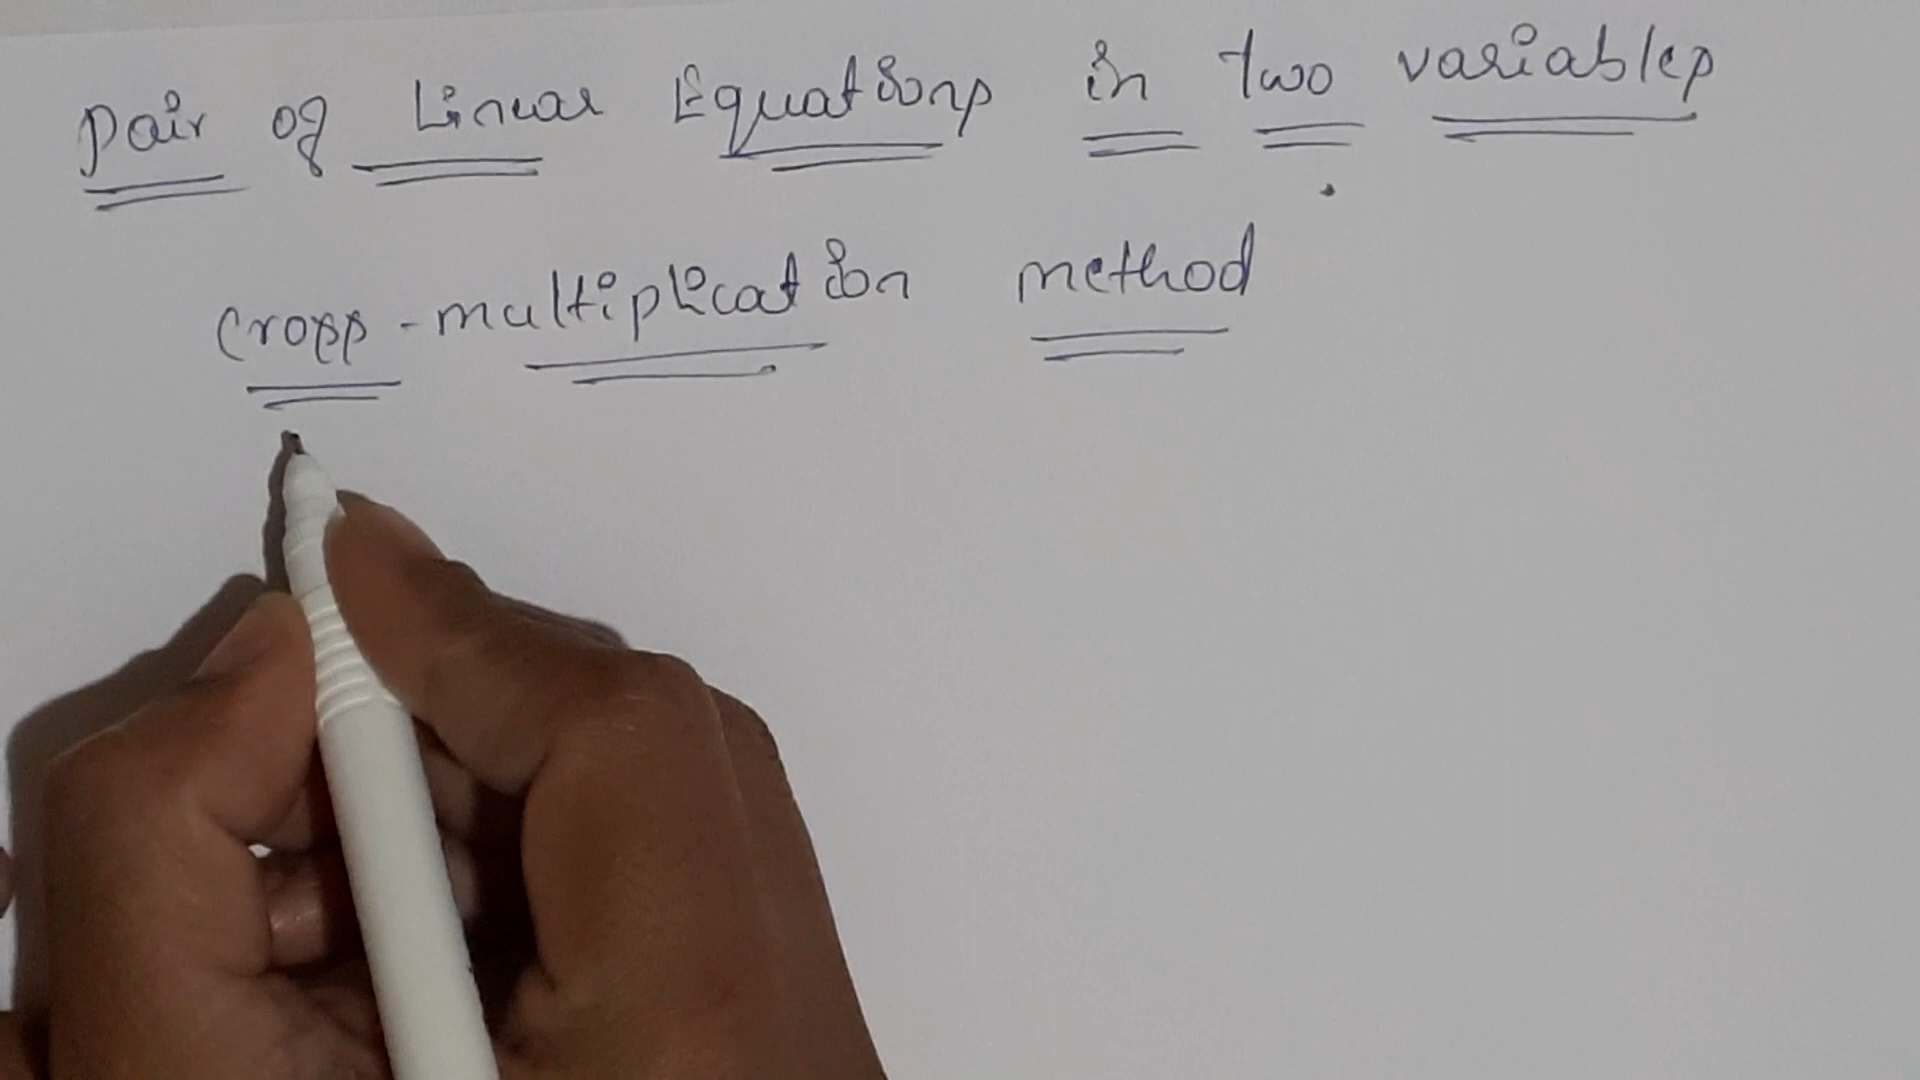 Pair of Linear Equations in two variables
Cross-multiplication method